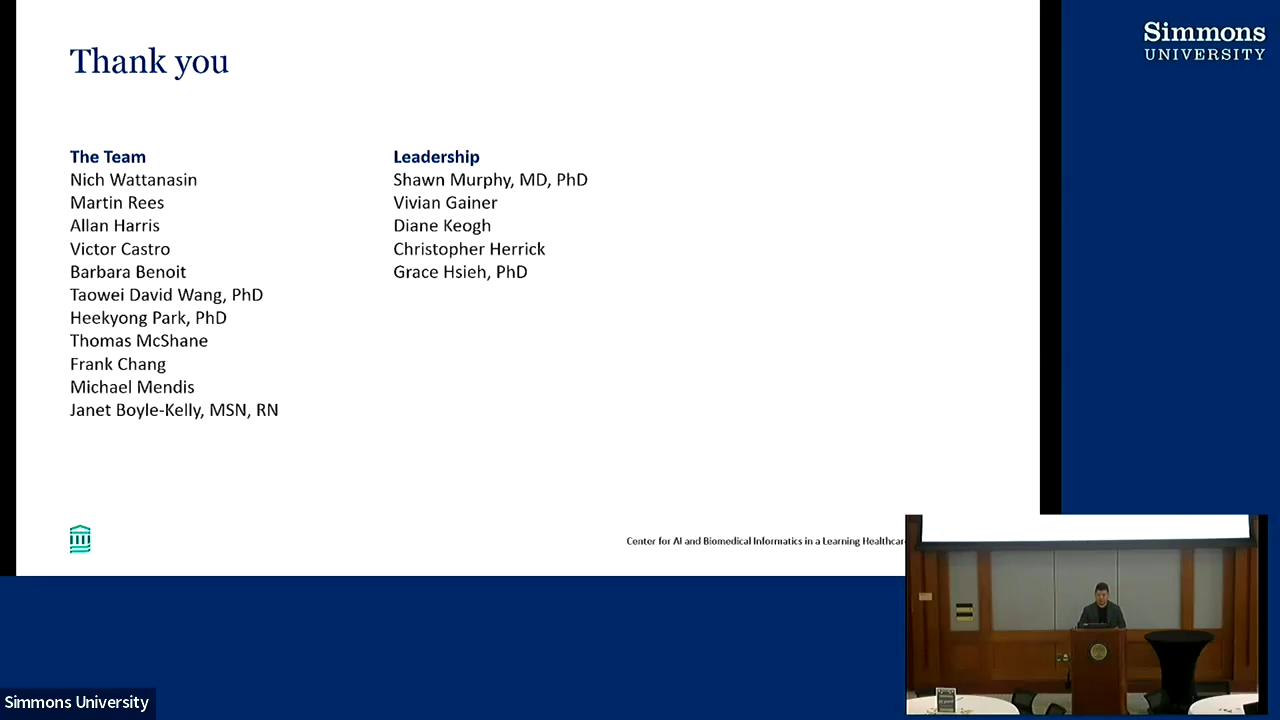 Thank you
Simmons
UNIVERSITY
The Team
Nich Wattanasin
Martin Rees
Allan Harris
Victor Castro
Barbara Benoit
Taowei David Wang, PhD
Heekyong Park, PhD
Thomas McShane
Frank Chang
Michael Mendis
Janet Boyle-Kelly, MSN, RN
Leadership
Shawn Murphy, MD, PhD
Vivian Gainer
Diane Keogh
Christopher Herrick
Grace Hsieh, PhD
Center for AI and Biomedical Informatics in a Learning Healthcar
Simmons University